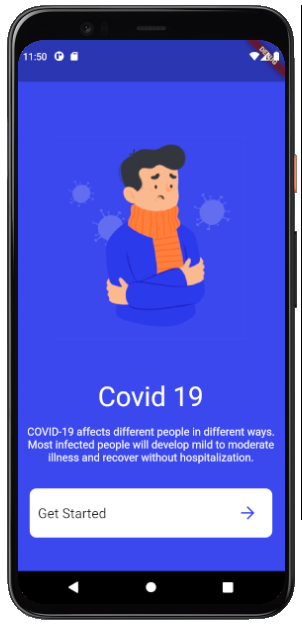 11:50
DEBUG
Covid 19
COVID-19 affects different people in different ways.
Most infected people will develop mild to moderate
illness and recover without hospitalization.
Get Started